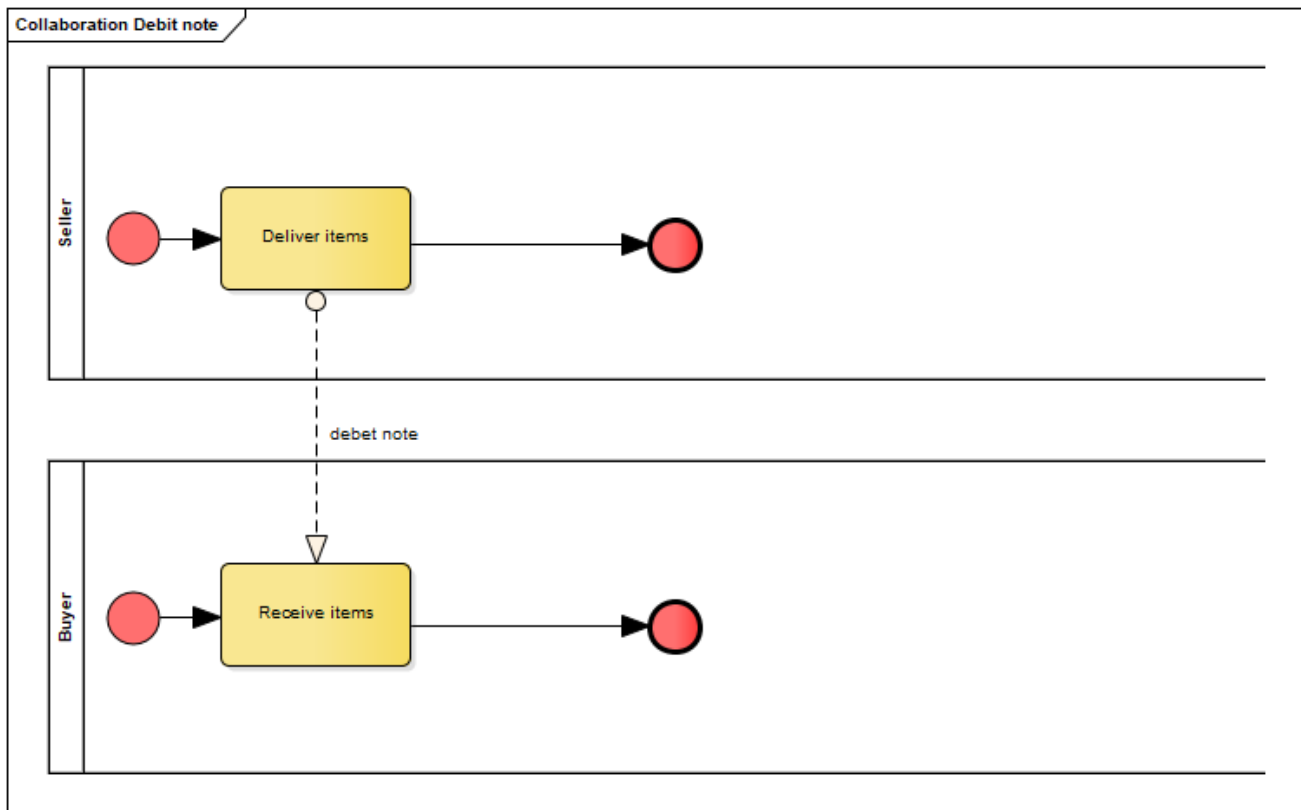 Collaboration Debit note
Seller
Deliver items
debet note
Buyer
Receive items